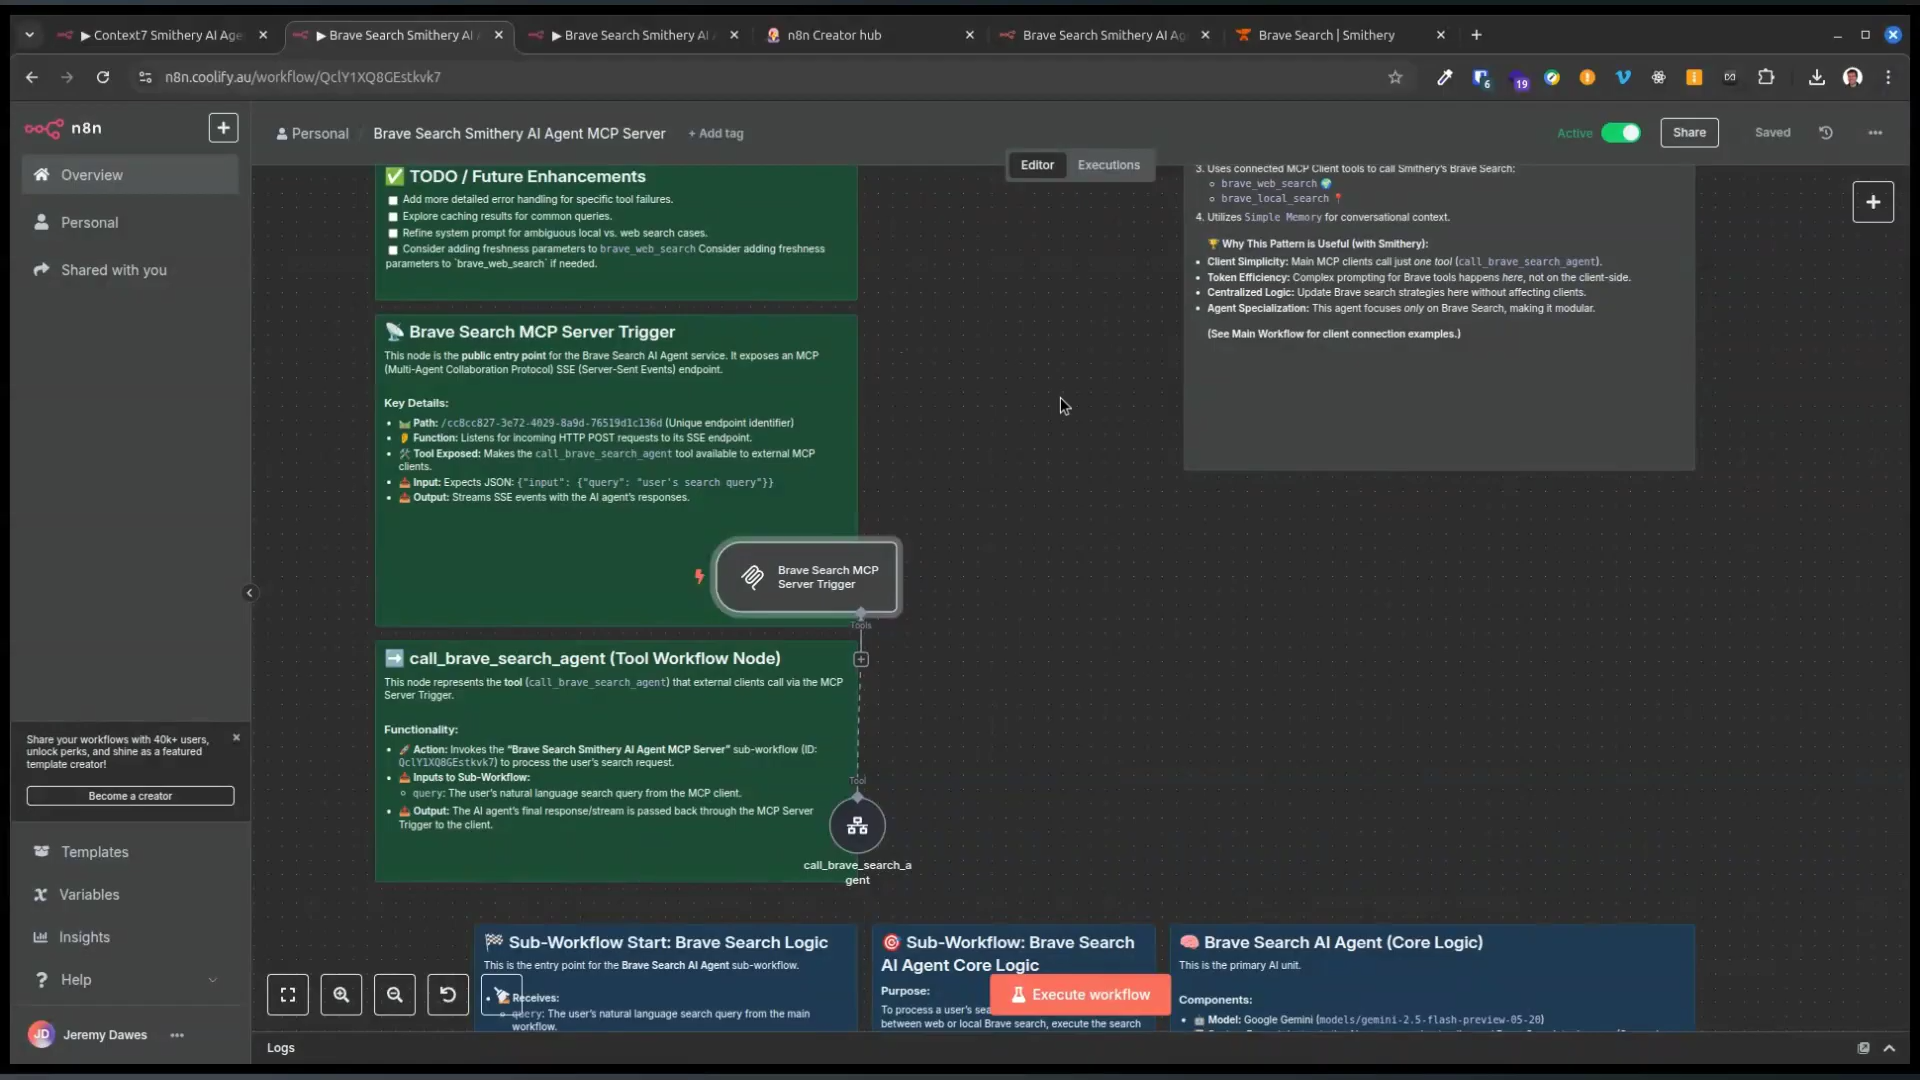 ▶ Context7 Smithery AI Age
▶ Brave Search Smithery AI
▶ Brave Search Smithery AI
n8n Creator hub
Brave Search Smithery AI Ag
Brave Search | Smithery
n8n.coolify.au/workflow/QclY1XQ8GEstkvk7
6
19
n8n
Personal / Brave Search Smithery AI Agent MCP Server + Add tag
Active
Share
Saved
Editor
Executions
Overview
Personal
Shared with you
✅ TODO / Future Enhancements
Add more detailed error handling for specific tool failures.
Explore caching results for common queries.
Refine system prompt for ambiguous local vs. web search cases.
Consider adding freshness parameters to brave_web_search Consider adding freshness
parameters to `brave_web_search` if needed.
3. Uses connected MCP Client tools to call Smithery's Brave Search:
brave_web_search 🌍
brave_local_search 📍
4. Utilizes Simple Memory for conversational context.
🏆 Why This Pattern is Useful (with Smithery):
• Client Simplicity: Main MCP clients call just one tool (call_brave_search_agent).
• Token Efficiency: Complex prompting for Brave tools happens here, not on the client-side.
• Centralized Logic: Update Brave search strategies here without affecting clients.
• Agent Specialization: This agent focuses only on Brave Search, making it modular.
(See Main Workflow for client connection examples.)
📡 Brave Search MCP Server Trigger
This node is the public entry point for the Brave Search AI Agent service. It exposes an MCP
(Multi-Agent Collaboration Protocol) SSE (Server-Sent Events) endpoint.
Key Details:
• Path: /cc8cc827-3e72-4029-8a9d-76519d1c136d (Unique endpoint identifier)
• Function: Listens for incoming HTTP POST requests to its SSE endpoint.
• Tool Exposed: Makes the call_brave_search_agent tool available to external MCP
clients.
• Input: Expects JSON: {"input": {"query": "user's search query"}}
• Output: Streams SSE events with the AI agent's responses.
Brave Search MCP
Server Trigger
Tools
➡️ call_brave_search_agent (Tool Workflow Node)
This node represents the tool (call_brave_search_agent) that external clients call via the MCP
Server Trigger.
Functionality:
• Action: Invokes the "Brave Search Smithery AI Agent MCP Server" sub-workflow (ID:
QclY1XQ8GEstkvk7) to process the user's search request.
• Inputs to Sub-Workflow:
query: The user's natural language search query from the MCP client.
• Output: The AI agent's final response/stream is passed back through the MCP Server
Trigger to the client.
Tool
call_brave_search_a
gent
Share your workflows with 40k+ users,
unlock perks, and shine as a featured
template creator!
Become a creator
Templates
Variables
Insights
Help
JD
Jeremy Dawes
🏁 Sub-Workflow Start: Brave Search Logic
This is the entry point for the Brave Search AI Agent sub-workflow.
Receives:
query: The user's natural language search query from the main
workflow.
🎯 Sub-Workflow: Brave Search
AI Agent Core Logic
Purpose:
To process a user's sea
between web or local Brave search, execute the search
🧠 Brave Search AI Agent (Core Logic)
This is the primary AI unit.
Components:
• Model: Google Gemini (models/gemini-2.5-flash-preview-05-20)
Execute workflow
Logs